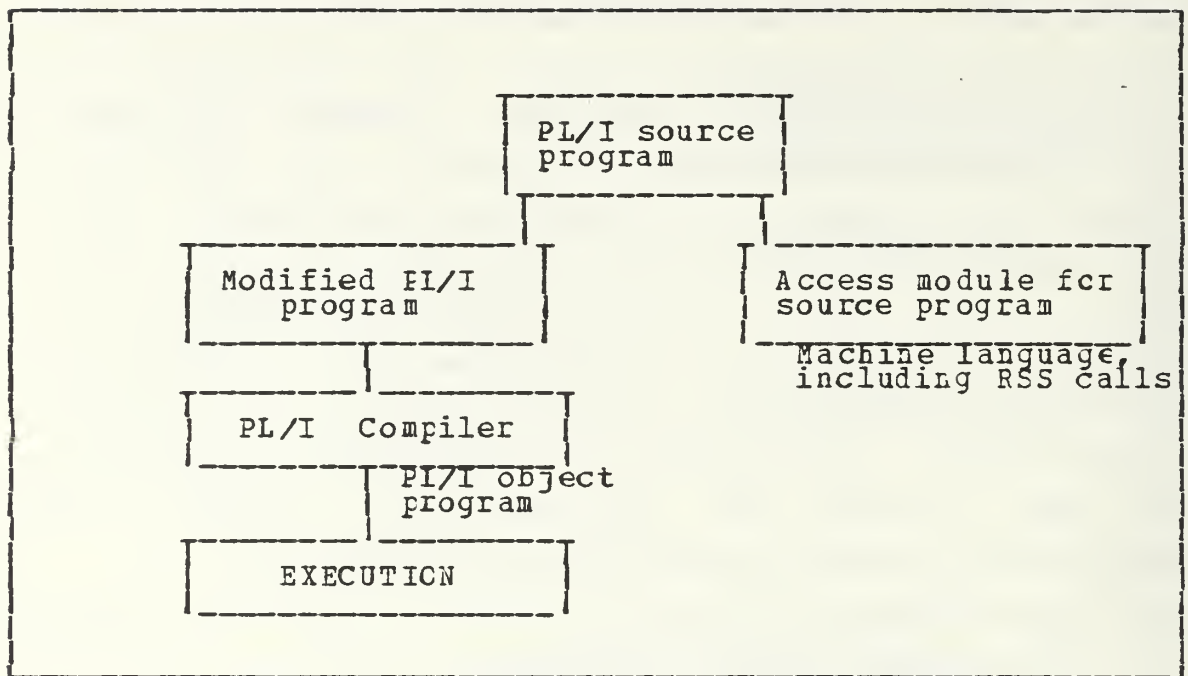 PL/I source
program
Modified PL/I
program
Access module for
source program
Machine language,
including RSS calls
PL/I Compiler
PL/I object
program
EXECUTION